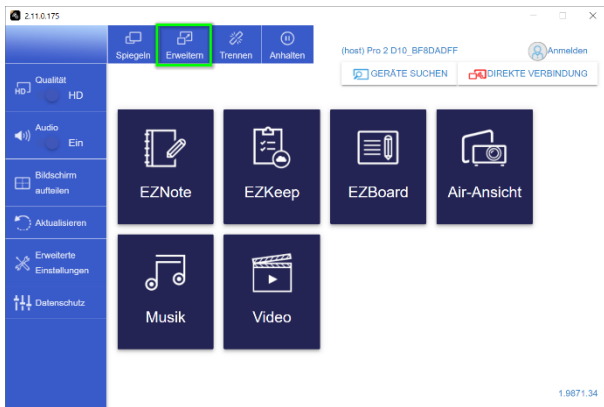 2.11.0.175
Spiegeln Erweitern Trennen Anhalten
(host) Pro 2 D10_BF8DADFF Anmelden
GERÄTE SUCHEN DIREKTE VERBINDUNG
HD Qualität
HD
Audio
Ein
Bildschirm
aufteilen
Aktualisieren
Erweiterte
Einstellungen
Datenschutz
EZNote EZKeep EZBoard Air-Ansicht
Musik Video
1.9871.34